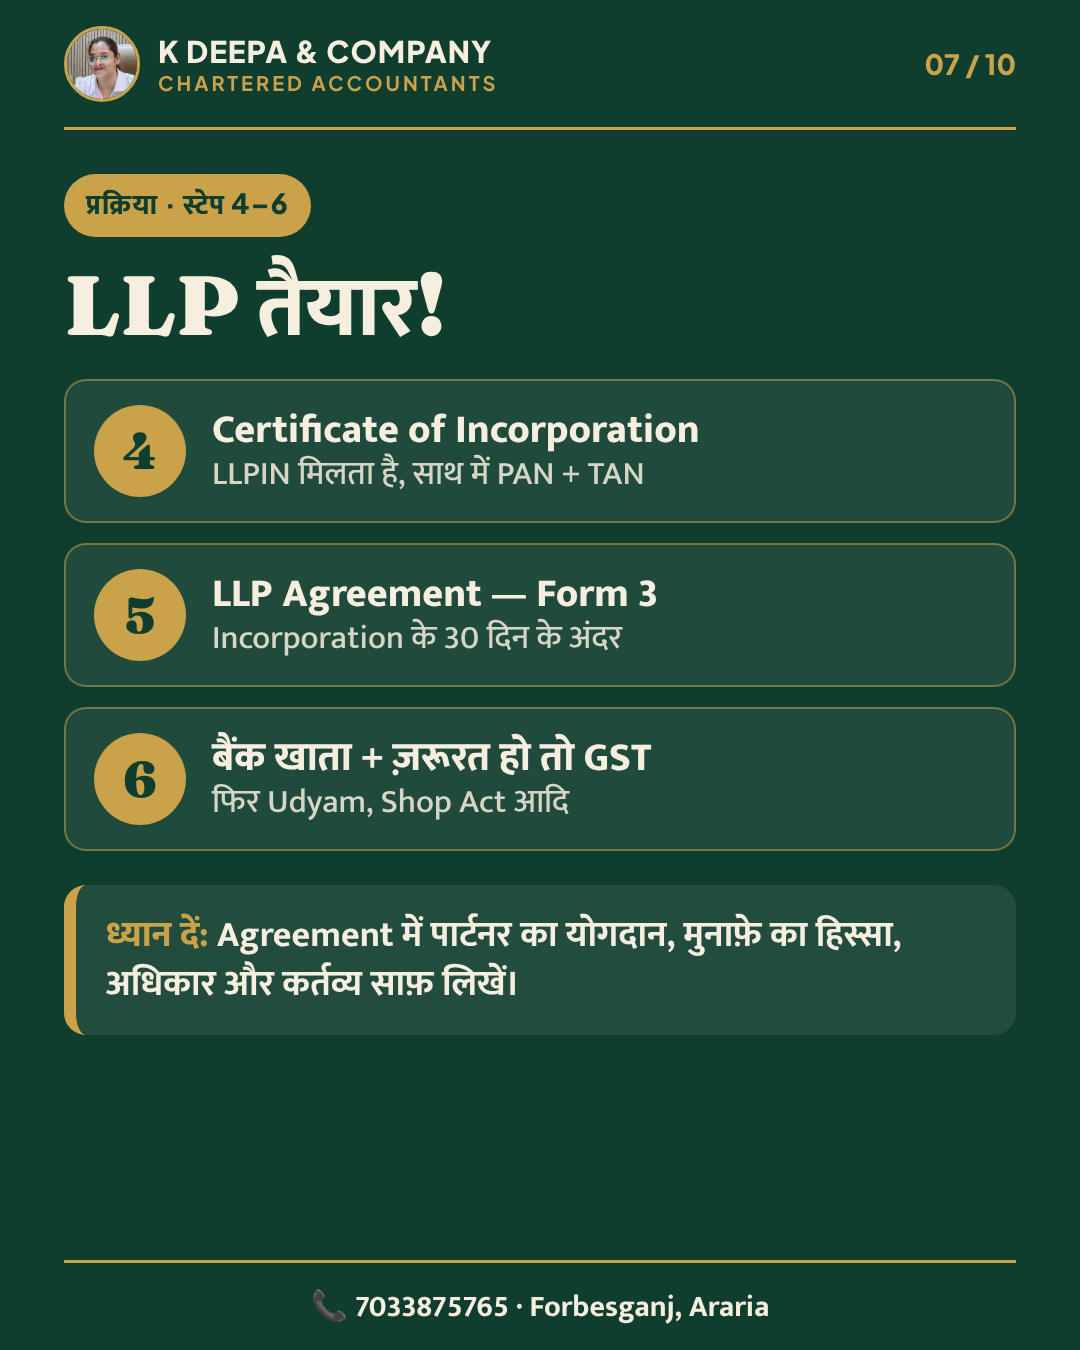 K DEEPA & COMPANY
CHARTERED ACCOUNTANTS
07 / 10
प्रक्रिया · स्टेप 4–6
LLP तैयार!
4
Certificate of Incorporation
LLPIN मिलता है, साथ में PAN + TAN
5
LLP Agreement — Form 3
Incorporation के 30 दिन के अंदर
6
बैंक खाता + ज़रूरत हो तो GST
फिर Udyam, Shop Act आदि
ध्यान दें: Agreement में पार्टनर का योगदान, मुनाफ़े का हिस्सा,
अधिकार और कर्तव्य साफ़ लिखें।
📞 7033875765 · Forbesganj, Araria